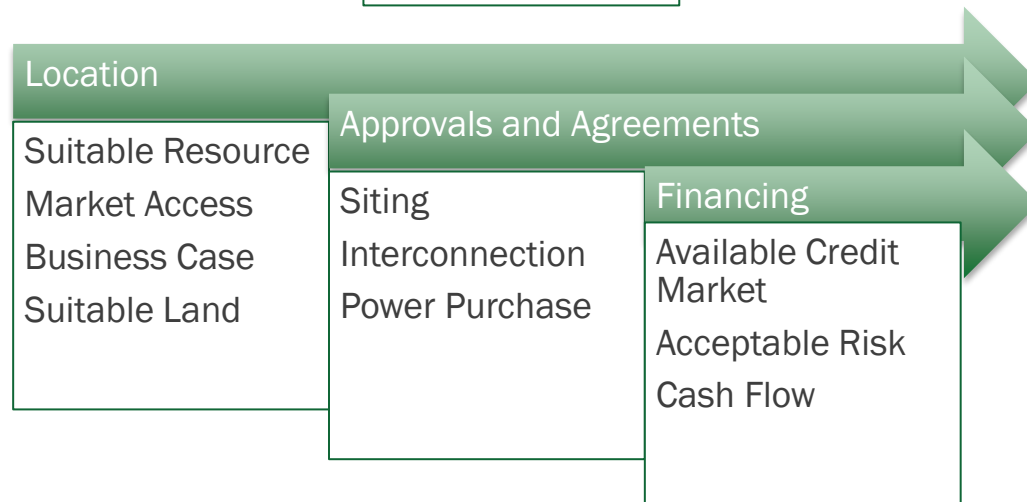 Location
Suitable Resource
Market Access
Business Case
Suitable Land
Approvals and Agreements
Siting
Interconnection
Power Purchase
Financing
Available Credit
Market
Acceptable Risk
Cash Flow